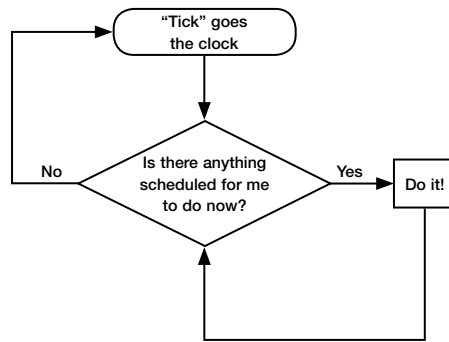 “Tick” goes
the clock
Is there anything
scheduled for me
to do now?
No
Yes
Do it!